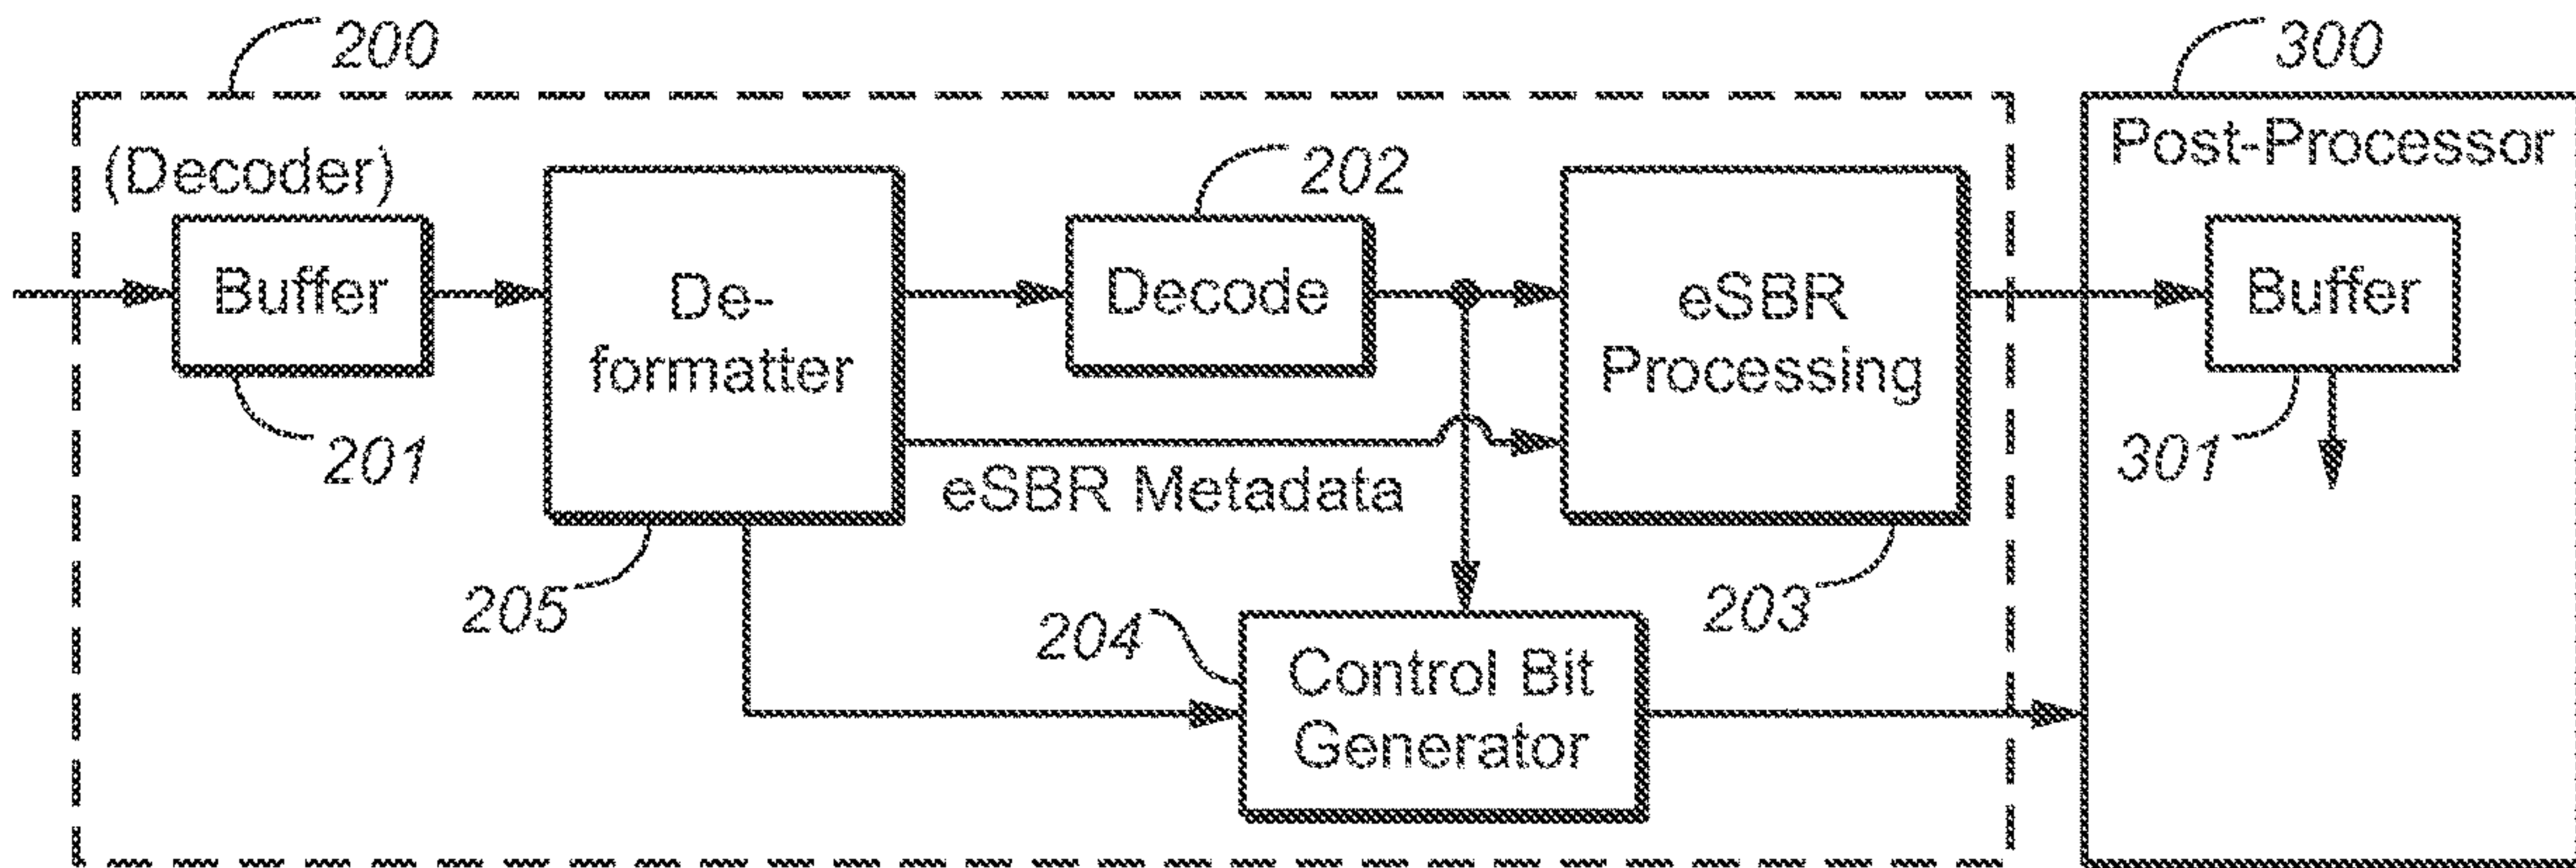 200
300
(Decoder)
Post-Processor
202
Buffer
De-
formatter
Decode
eSBR
Processing
Buffer
201
eSBR Metadata
301
205
204
203
Control Bit
Generator